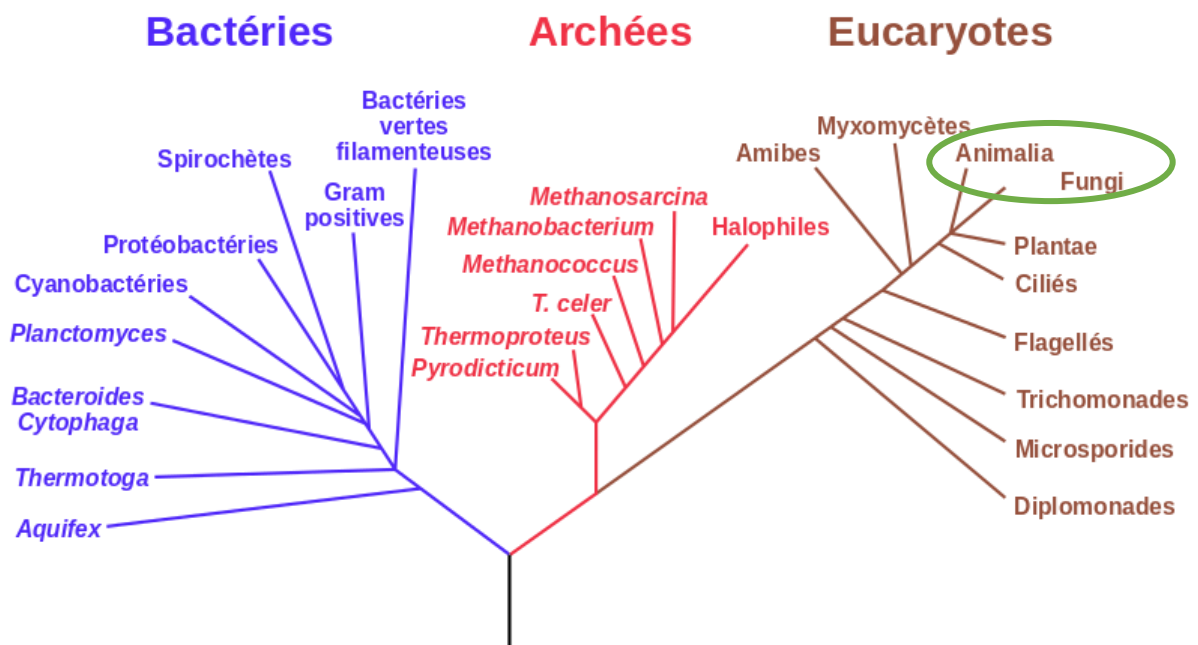 Bactéries
Archées
Eucaryotes
Bactéries
vertes
filamenteuses
Spirochètes
Gram
positives
Protéobactéries
Cyanobactéries
Planctomyces
Bacteroides
Cytophaga
Thermotoga
Aquifex
Methanosarcina
Methanobacterium
Halophiles
Methanococcus
T. celer
Thermoproteus
Pyrodicticum
Myxomycètes
Amibes
Animalia
Fungi
Plantae
Ciliés
Flagellés
Trichomonades
Microsporides
Diplomonades